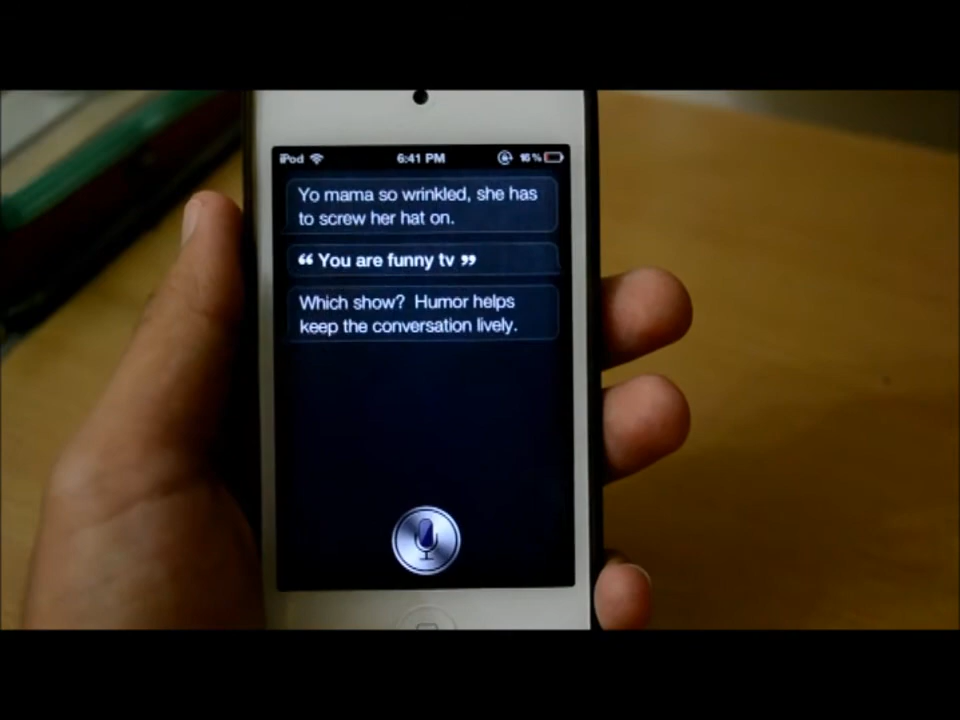 iPod 6:41 PM 16%
Yo mama so wrinkled, she has
to screw her hat on.
“ You are funny tv ”
Which show? Humor helps
keep the conversation lively.